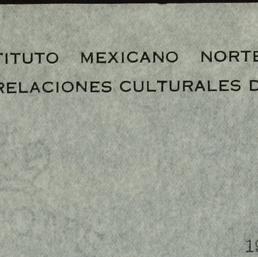 TITUTO MEXICANO NORTE
RELACIONES CULTURALES D
19